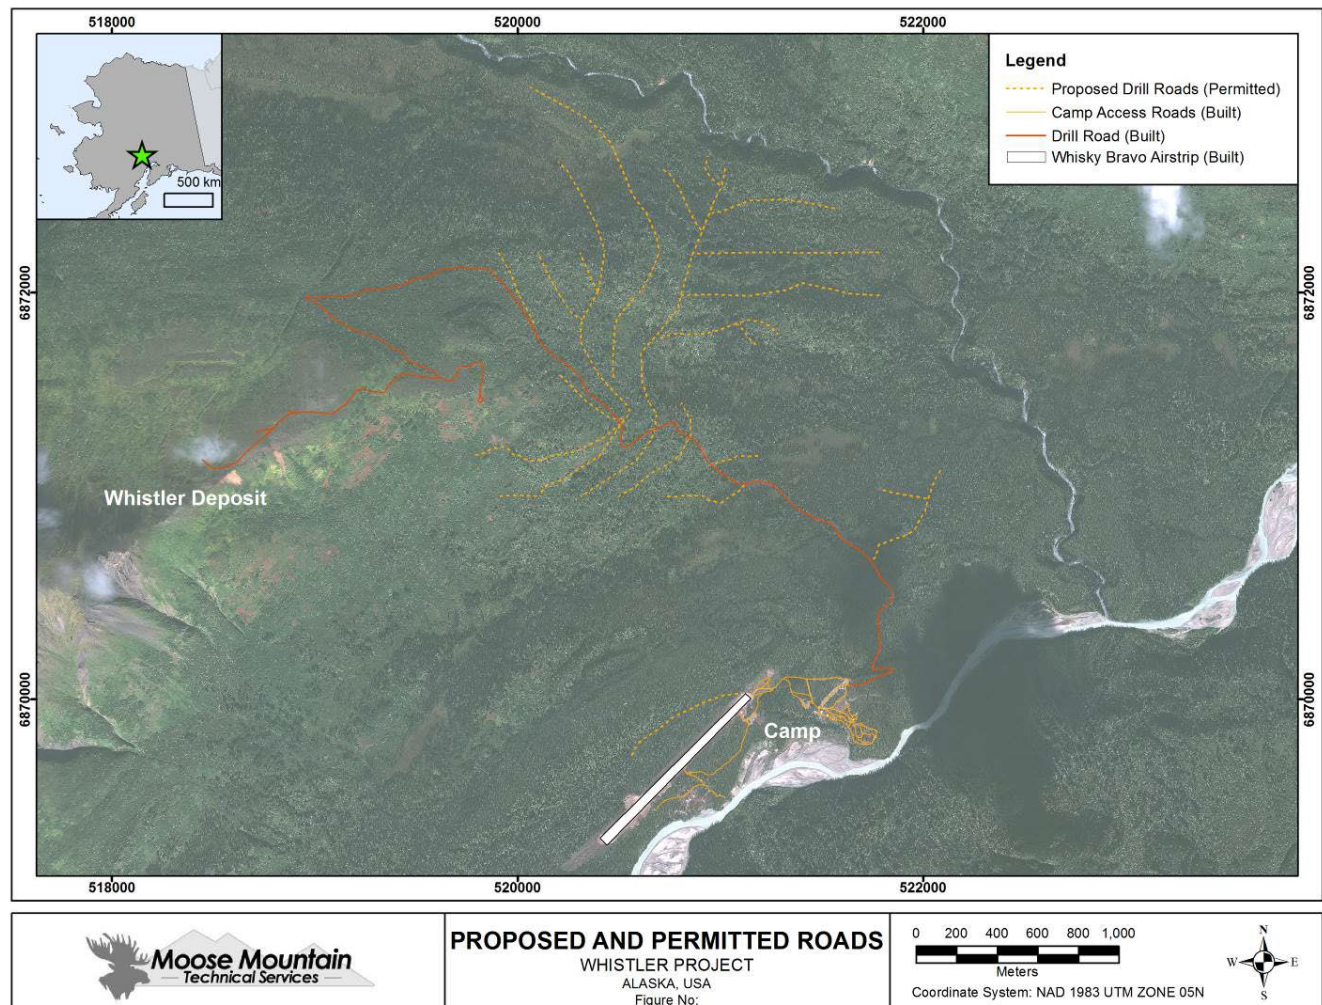 518000
520000
522000
500 km
Legend
Proposed Drill Roads (Permitted)
Camp Access Roads (Built)
Drill Road (Built)
Whisky Bravo Airstrip (Built)
6872000
6872000
Whistler Deposit
6870000
6870000
Camp
518000
520000
522000
Moose Mountain
Technical Services
PROPOSED AND PERMITTED ROADS
WHISTLER PROJECT
ALASKA, USA
Figure No:
0 200 400 600 800 1,000
Meters
Coordinate System: NAD 1983 UTM ZONE 05N
N
W E
S